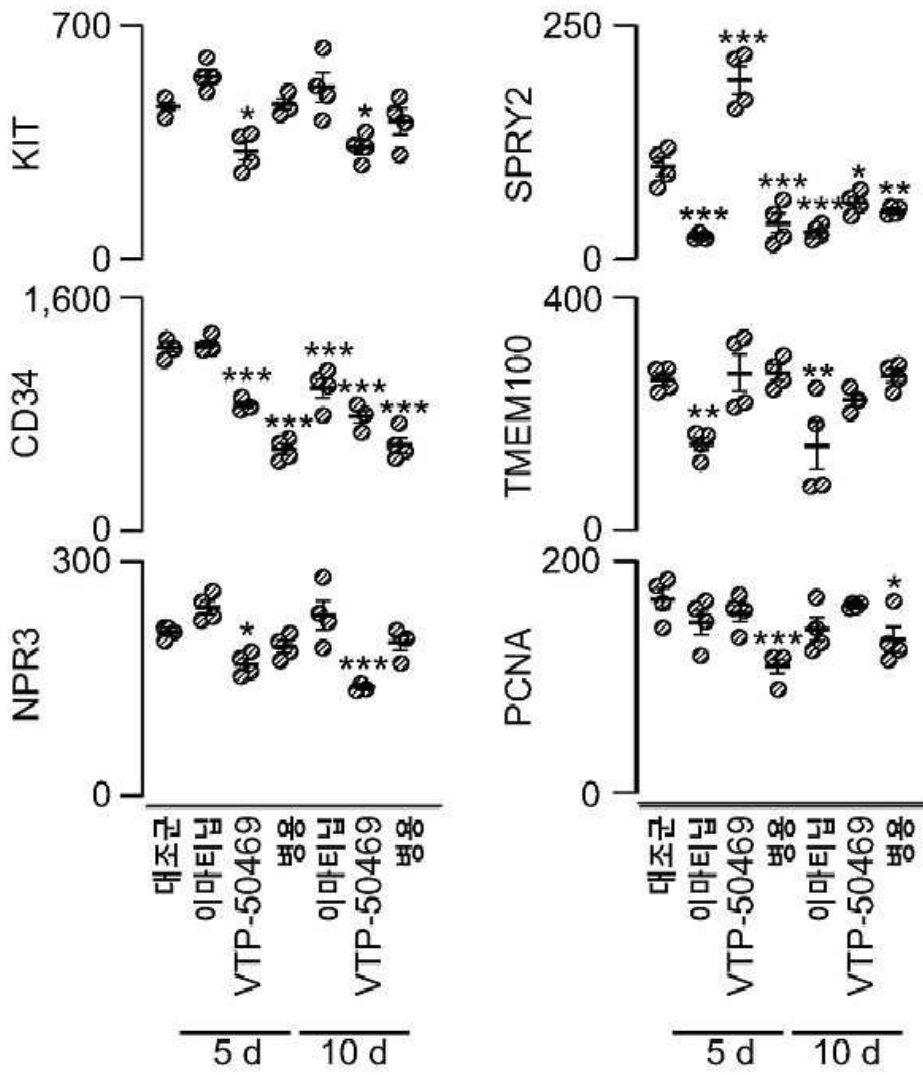 700
KIT
*
*
0
1,600
CD34
***
***
***
***
***
0
300
NPR3
*
***
0
대조군
이마티닙
VTP-50469
병용
이마티닙
VTP-50469
병용
5 d
10 d
250
SPRY2
***
***
***
***
*
**
0
400
TMEM100
**
**
0
200
PCNA
***
*
0
대조군
이마티닙
VTP-50469
병용
이마티닙
VTP-50469
병용
5 d
10 d